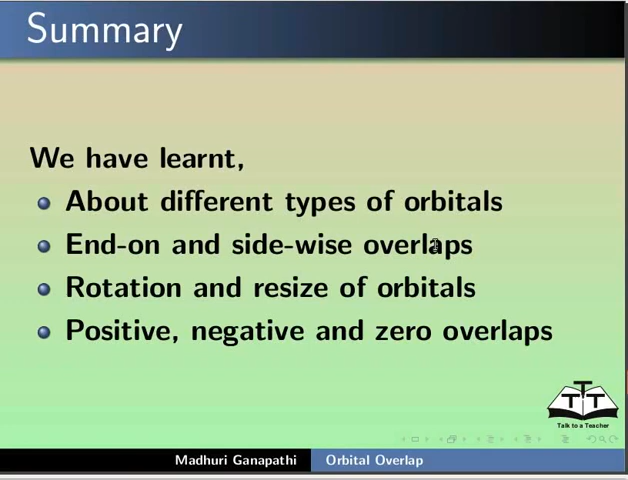 Summary
We have learnt,
About different types of orbitals
End-on and side-wise overlaps
Rotation and resize of orbitals
Positive, negative and zero overlaps
TTT
Talk to a Teacher
Madhuri Ganapathi Orbital Overlap